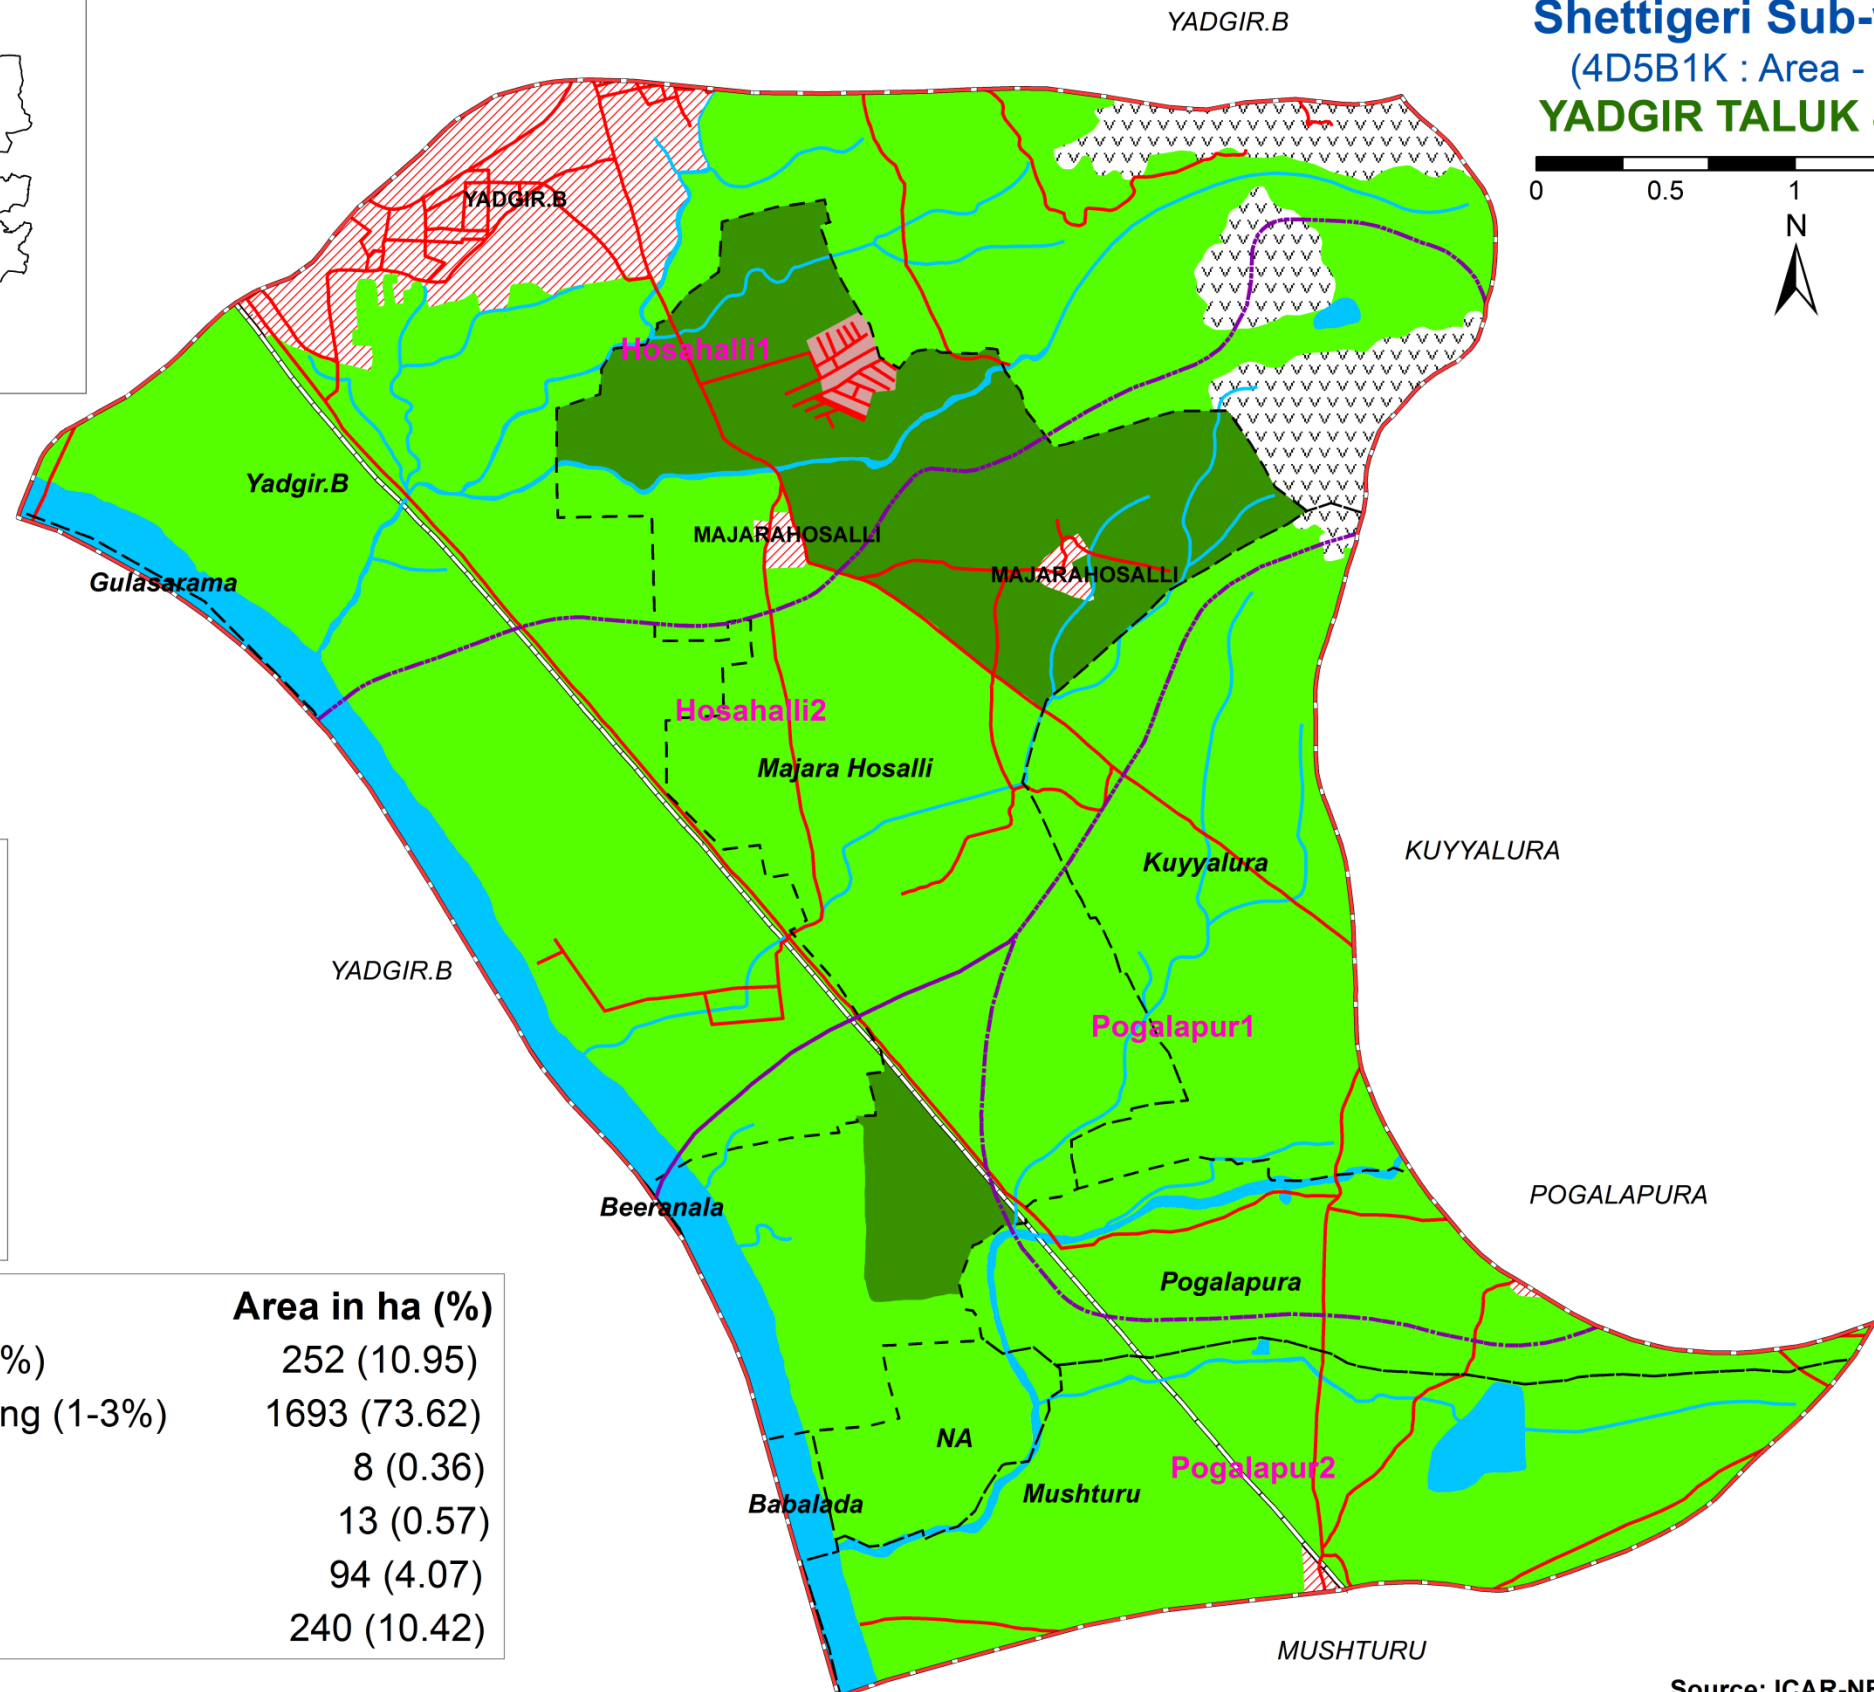 YADGIR.B
Shettigeri Sub-
(4D5B1K : Area -
YADGIR TALUK
0 0.5 1
N
YADGIR.B
Hosahalli1
Yadgir.B
MAJARAHOSALLI
MAJARAHOSALLI
Gulasarama
Hosahalli2
Majara Hosalli
KUYYALURA
Kuyyalura
YADGIR.B
Pogalapur1
POGALAPURA
Beeranala
Pogalapura
NA
Pogalapur2
Mushturu
Babalada
MUSHTURU
Area in ha (%)
%) 252 (10.95)
ng (1-3%) 1693 (73.62)
8 (0.36)
13 (0.57)
94 (4.07)
240 (10.42)
Source: ICAR-NB